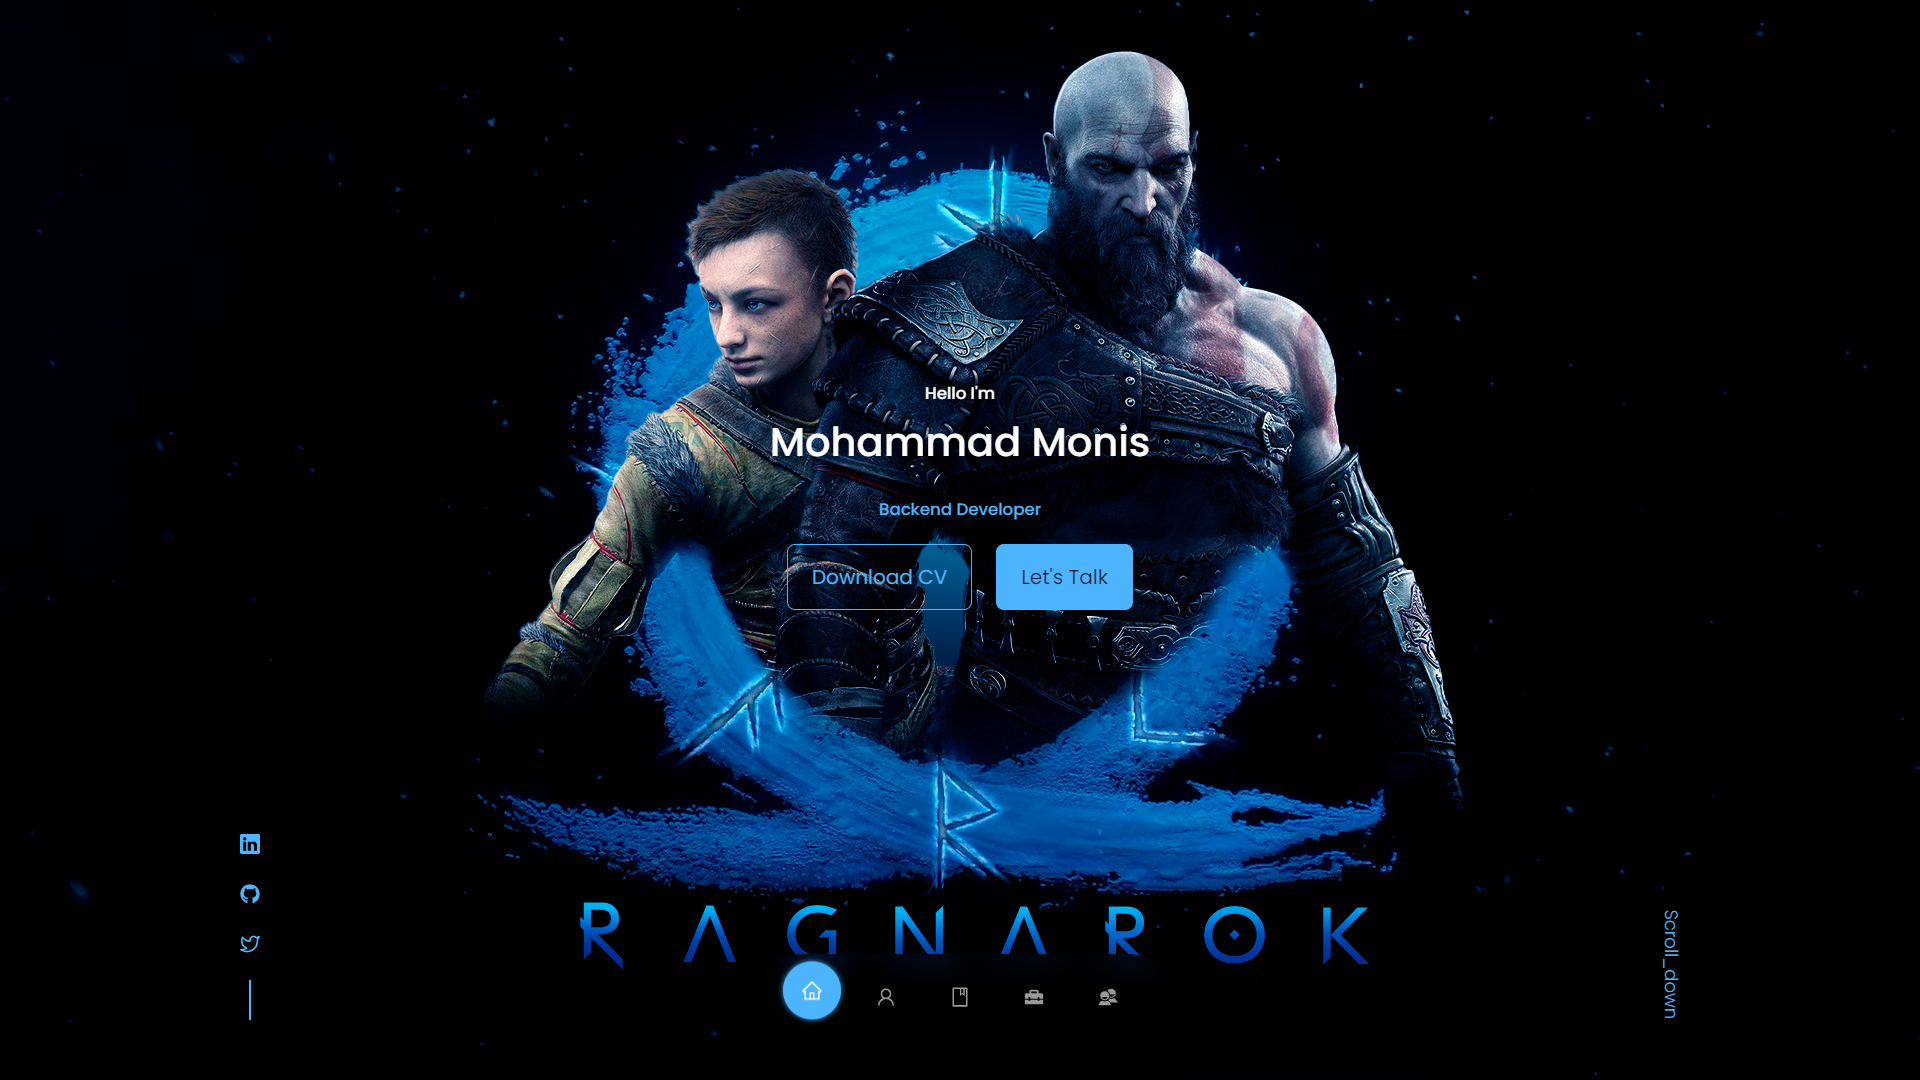 Hello I'm
Mohammad Monis
Backend Developer
Download CV
Let's Talk
RAGNAROK
Scroll_down